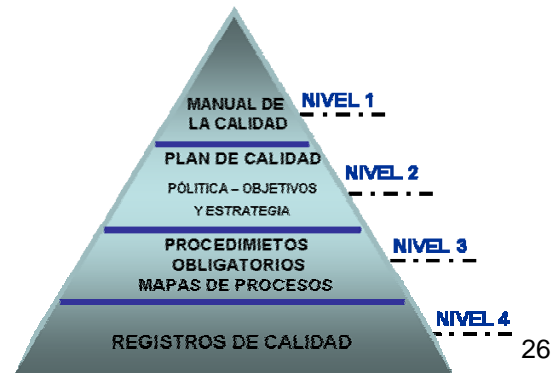 MANUAL DE
LA CALIDAD
NIVEL 1
PLAN DE CALIDAD
PÓLITICA – OBJETIVOS
Y ESTRATEGIA
NIVEL 2
PROCEDIMIETOS
OBLIGATORIOS
MAPAS DE PROCESOS
NIVEL 3
REGISTROS DE CALIDAD
NIVEL 4
26